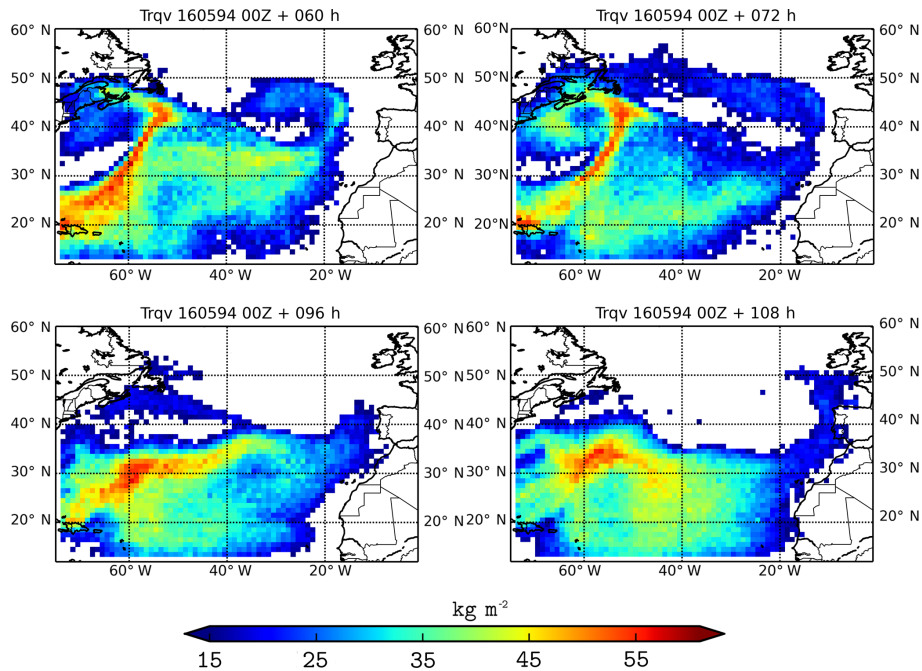 Trqv 160594 00Z + 060 h
Trqv 160594 00Z + 072 h
60° N
60° N
60° N
60° N
50° N
50° N
50° N
50° N
40° N
40° N
40° N
40° N
30° N
30° N
30° N
30° N
20° N
20° N
20° N
20° N
60° W
40° W
20° W
60° W
40° W
20° W
Trqv 160594 00Z + 096 h
Trqv 160594 00Z + 108 h
60° N
60° N
60° N
60° N
50° N
50° N
50° N
50° N
40° N
40° N
40° N
40° N
30° N
30° N
30° N
30° N
20° N
20° N
20° N
20° N
60° W
40° W
20° W
60° W
40° W
20° W
kg m⁻²
15 25 35 45 55